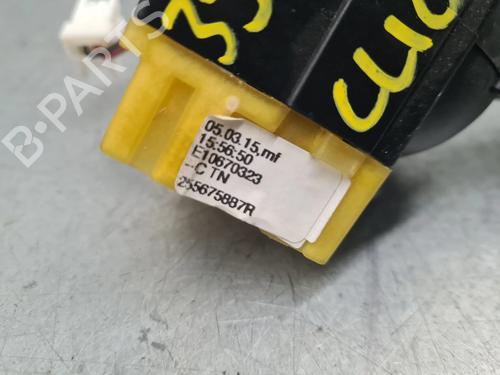 CLIO
05.03.15,mf
15:56:50
E10670323
--C TN
255675887R
B-PARTS